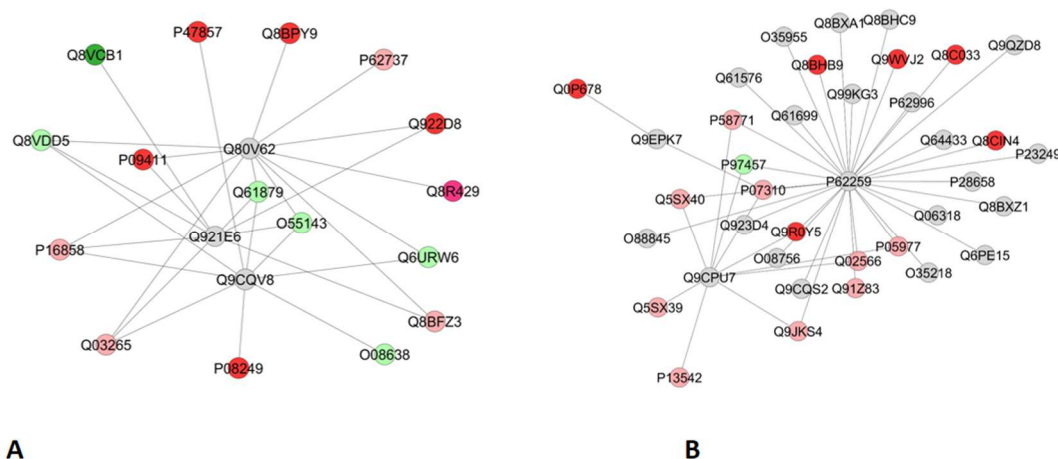 P47857
Q8BPY9
Q8VCB1
P62737
Q922D8
Q8VDD5
P09411
Q80V62
Q61879
Q8R429
O55143
Q921E6
P16858
Q6URW6
Q9CQV8
Q8BFZ3
Q03265
O08638
P08249
A
Q8BXA1
Q8BHC9
O35955
Q9QZD8
Q8BHB9
Q9WVJ2
Q8C033
Q61576
Q0P678
Q99KG3
P62996
P58771
Q61699
Q9EPK7
Q64433
Q8CIN4
P23249
P97457
P62259
P07310
P28658
Q5SX40
Q8BXZ1
Q06318
Q923D4
Q9R0Y5
O88845
P05977
Q6PE15
O08756
Q02566
O35218
Q9CPU7
Q9CQS2
Q91Z83
Q5SX39
Q9JKS4
P13542
B